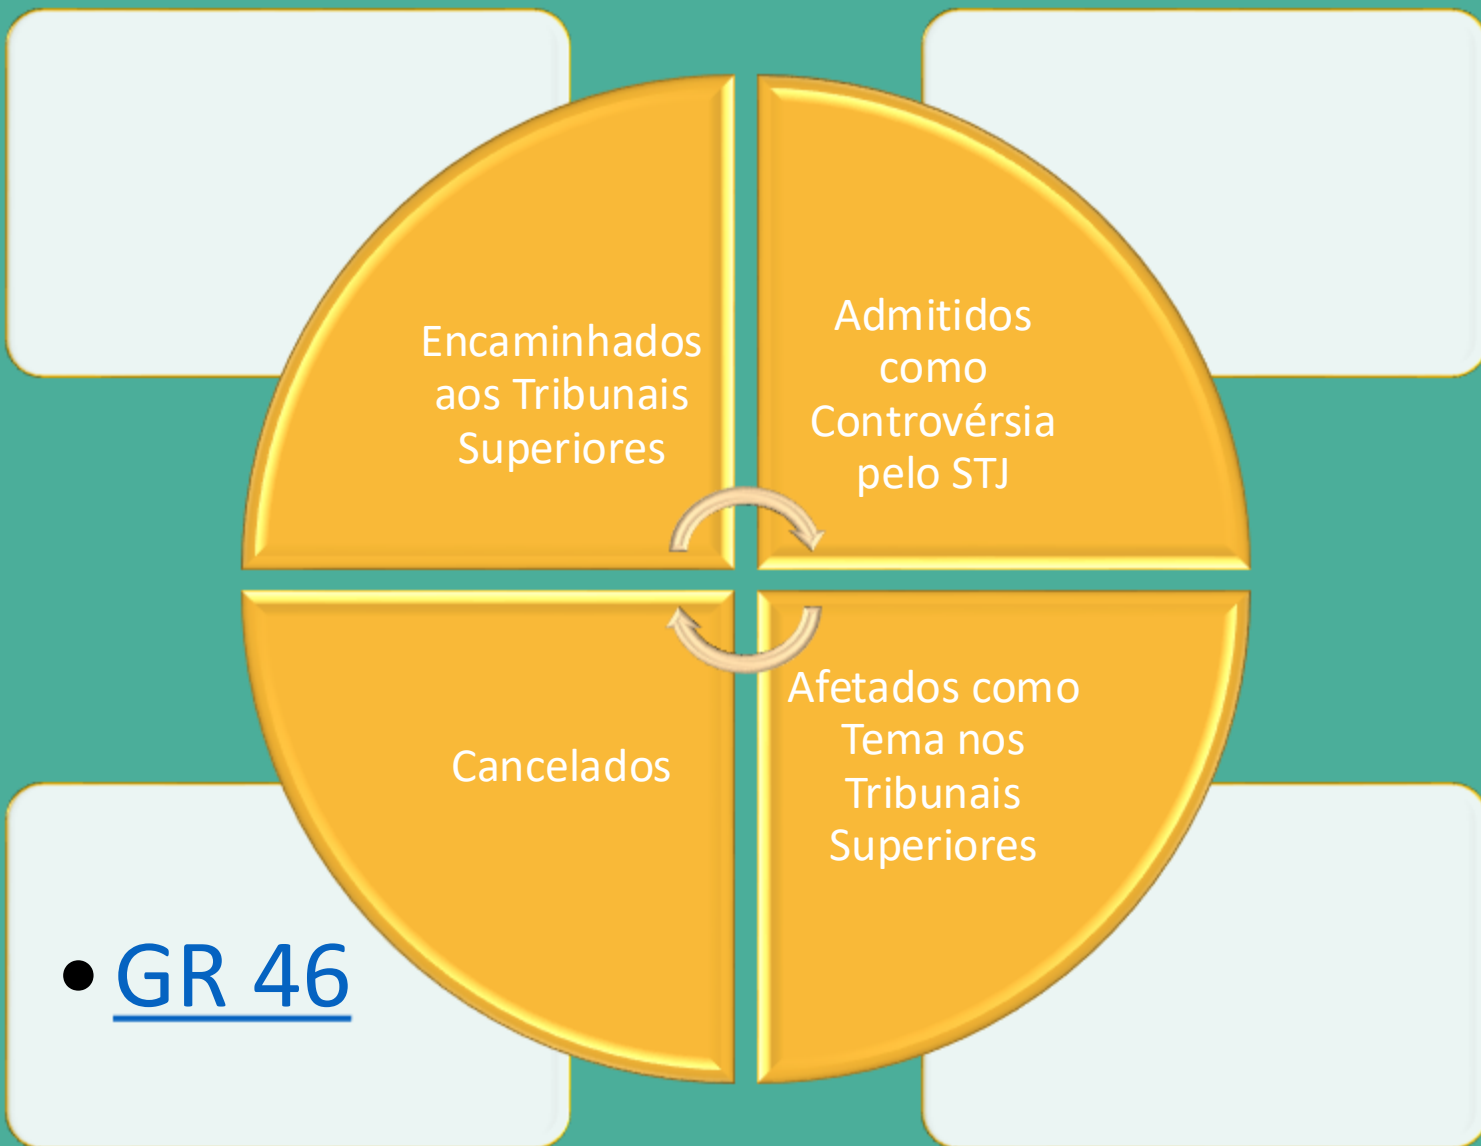 Encaminhados
aos Tribunais
Superiores
Admitidos
como
Controvérsia
pelo STJ
Cancelados
Afetados como
Tema nos
Tribunais
Superiores
• GR 46